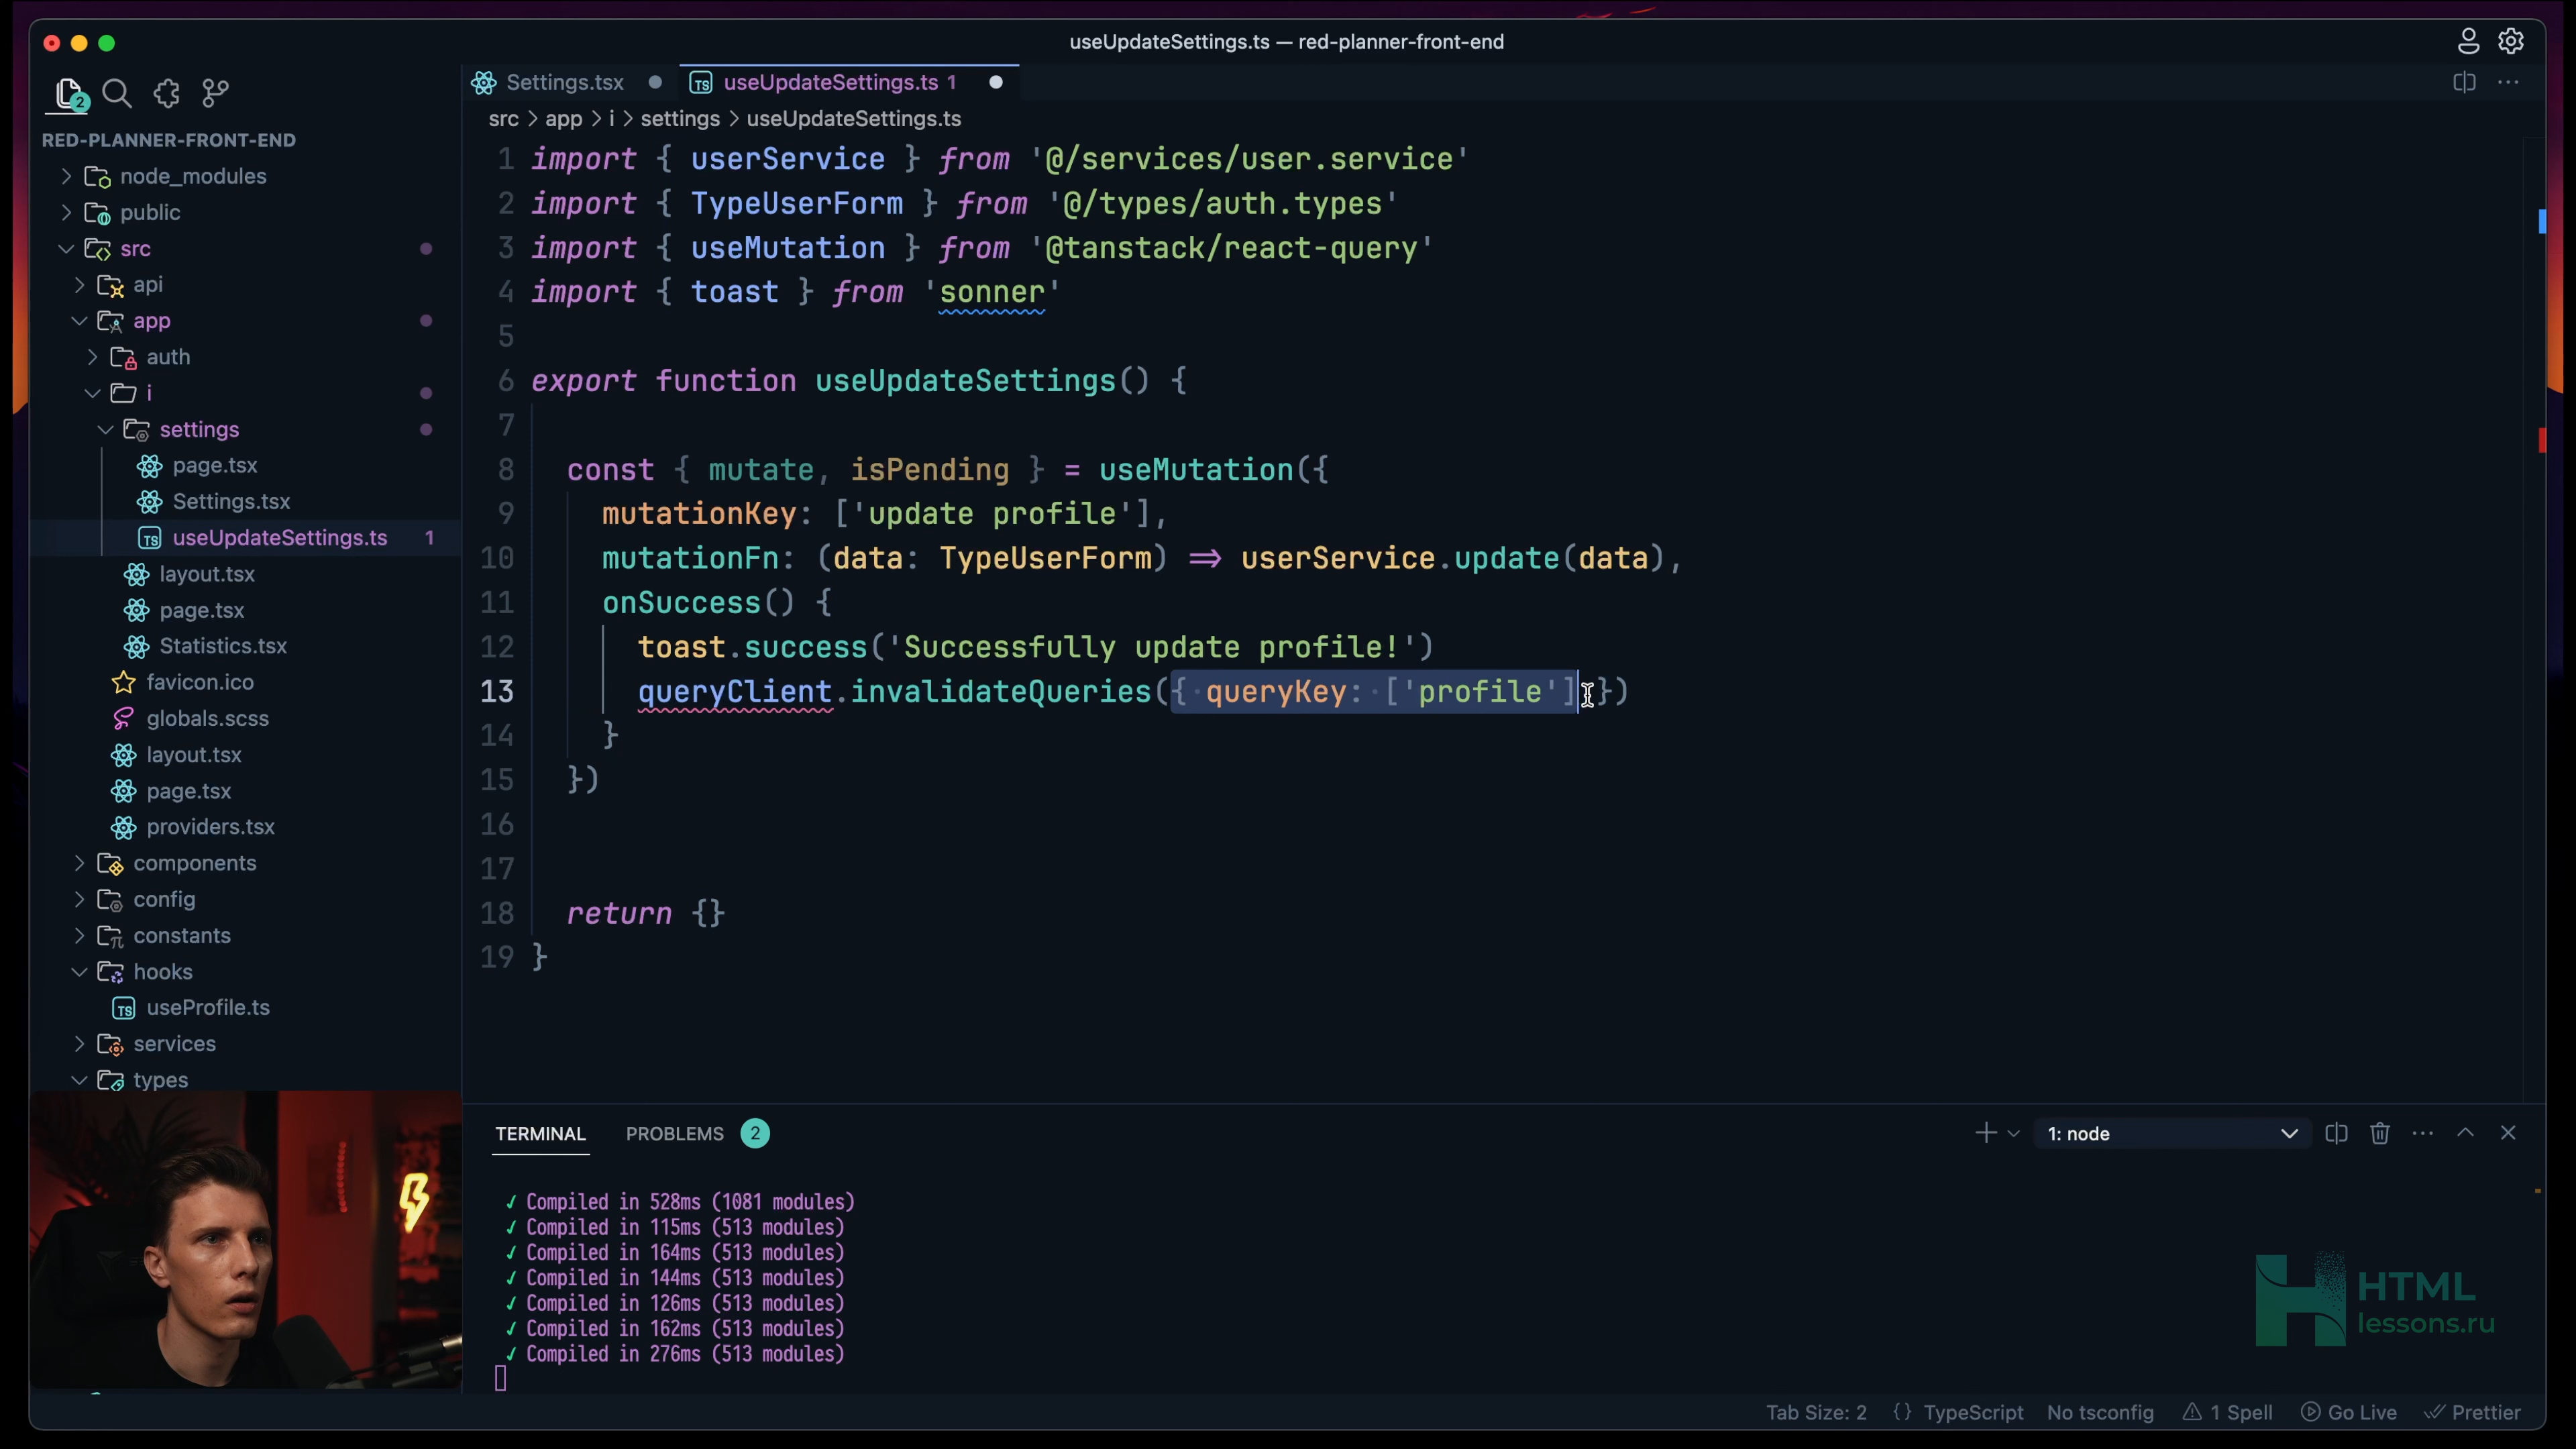 useUpdateSettings.ts — red-planner-front-end
2
Settings.tsx
useUpdateSettings.ts 1
RED-PLANNER-FRONT-END
node_modules
public
src
api
app
auth
i
settings
page.tsx
Settings.tsx
useUpdateSettings.ts 1
layout.tsx
page.tsx
Statistics.tsx
favicon.ico
globals.scss
layout.tsx
page.tsx
providers.tsx
components
config
constants
hooks
useProfile.ts
services
types
src > app > i > settings > useUpdateSettings.ts
1 import { userService } from '@/services/user.service'
2 import { TypeUserForm } from '@/types/auth.types'
3 import { useMutation } from '@tanstack/react-query'
4 import { toast } from 'sonner'
5
6 export function useUpdateSettings() {
7
8 const { mutate, isPending } = useMutation({
9 mutationKey: ['update profile'],
10 mutationFn: (data: TypeUserForm) => userService.update(data),
11 onSuccess() {
12 toast.success('Successfully update profile!')
13 queryClient.invalidateQueries({ queryKey: ['profile'] })
14 }
15 })
16
17
18 return {}
19 }
TERMINAL
PROBLEMS 2
1: node
✓ Compiled in 528ms (1081 modules)
✓ Compiled in 115ms (513 modules)
✓ Compiled in 164ms (513 modules)
✓ Compiled in 144ms (513 modules)
✓ Compiled in 126ms (513 modules)
✓ Compiled in 162ms (513 modules)
✓ Compiled in 276ms (513 modules)
HTML
lessons.ru
Tab Size: 2 {} TypeScript No tsconfig 1 Spell Go Live Prettier